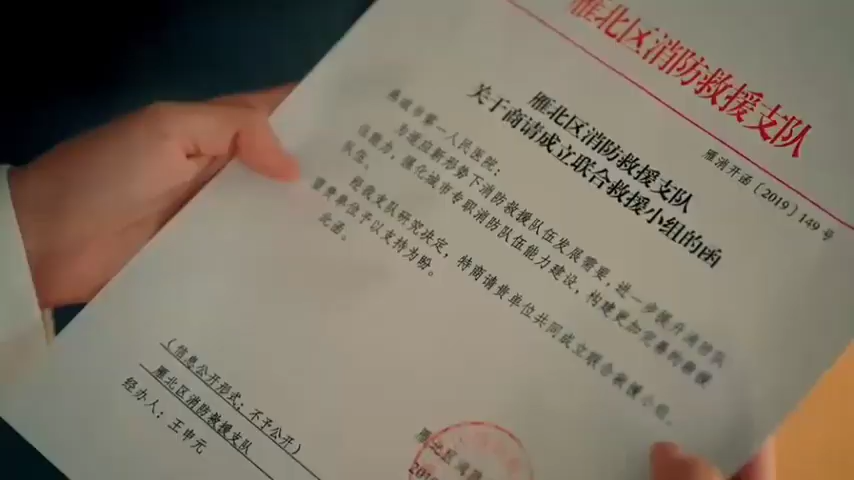 雁北区消防救援支队
雁消开函〔2019〕149号
雁北区消防救援支队
关于商请成立联合救援小组的函
市第一人民医院:
为适应新形势下消防救援队伍发展需要,进一步提升消防队
伍能力,强化城市专职消防队伍能力建设,构建更加完善的救援
队伍。
经我支队研究决定,特商请贵单位共同成立联合救援小组。
望贵单位予以支持为盼。
此函。
雁北区消
201
(信息公开形式:不予公开)
雁北区消防救援支队
经办人:王申元